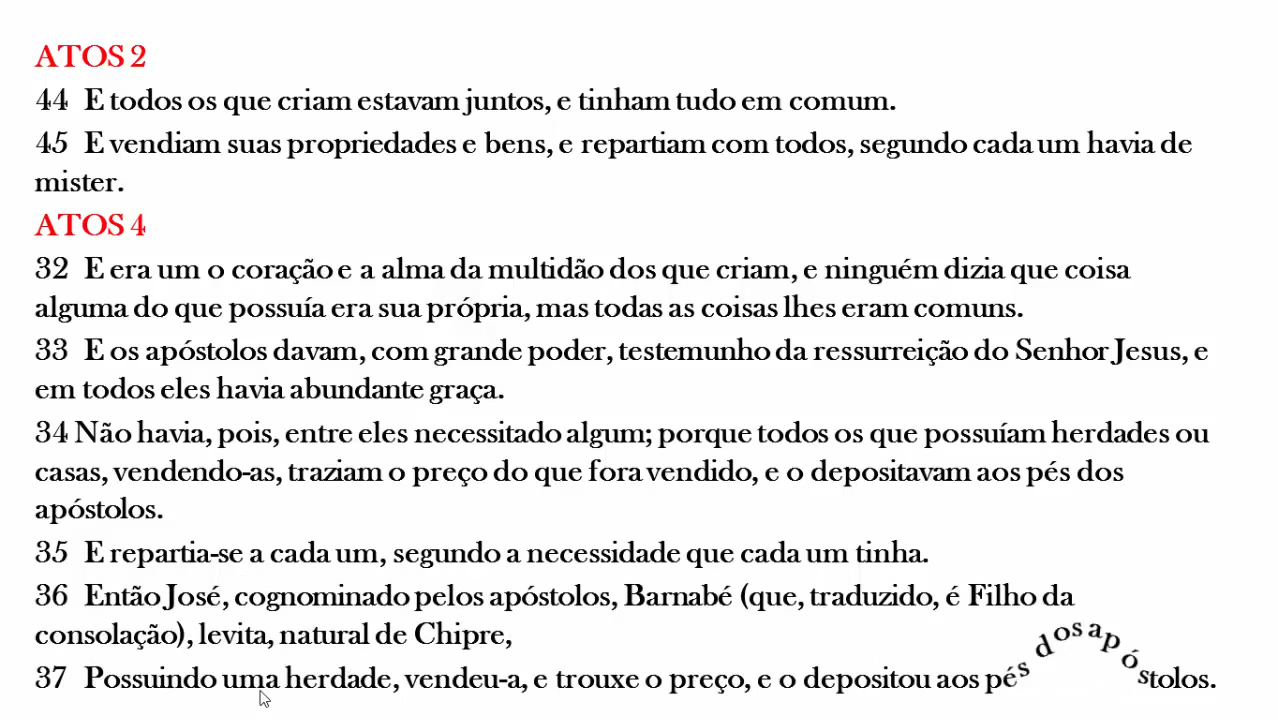 ATOS 2
44 E todos os que criam estavam juntos, e tinham tudo em comum.
45 E vendiam suas propriedades e bens, e repartiam com todos, segundo cada um havia de
mister.
ATOS 4
32 E era um o coração e a alma da multidão dos que criam, e ninguém dizia que coisa
alguma do que possuía era sua própria, mas todas as coisas lhes eram comuns.
33 E os apóstolos davam, com grande poder, testemunho da ressurreição do Senhor Jesus, e
em todos eles havia abundante graça.
34 Não havia, pois, entre eles necessitado algum; porque todos os que possuíam herdades ou
casas, vendendo-as, traziam o preço do que fora vendido, e o depositavam aos pés dos
apóstolos.
35 E repartia-se a cada um, segundo a necessidade que cada um tinha.
36 Então José, cognominado pelos apóstolos, Barnabé (que, traduzido, é Filho da
consolação), levita, natural de Chipre,
37 Possuindo uma herdade, vendeu-a, e trouxe o preço, e o depositou aos pés dos apóstolos.